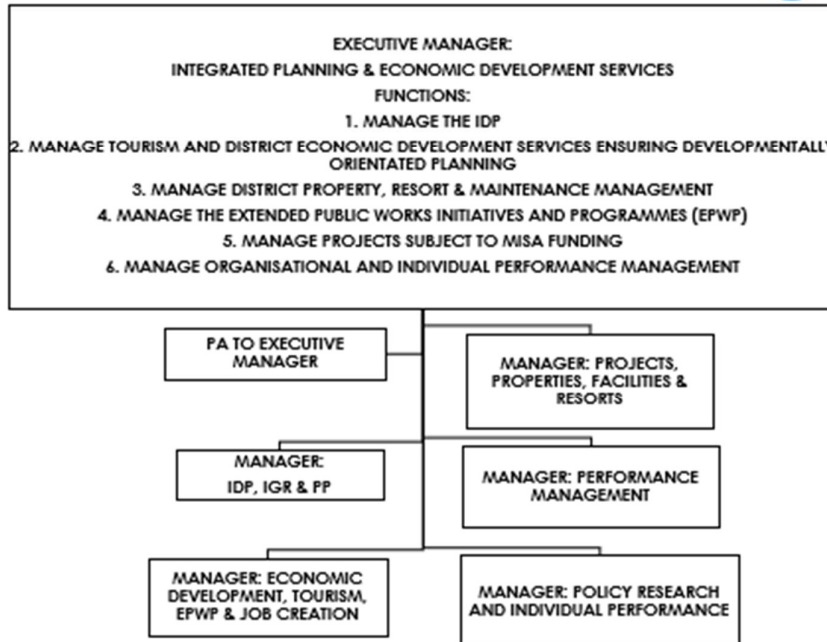 EXECUTIVE MANAGER:
INTEGRATED PLANNING & ECONOMIC DEVELOPMENT SERVICES
FUNCTIONS:
1. MANAGE THE IDP
2. MANAGE TOURISM AND DISTRICT ECONOMIC DEVELOPMENT SERVICES ENSURING DEVELOPMENTALLY
ORIENTATED PLANNING
3. MANAGE DISTRICT PROPERTY, RESORT & MAINTENANCE MANAGEMENT
4. MANAGE THE EXTENDED PUBLIC WORKS INITIATIVES AND PROGRAMMES (EPWP)
5. MANAGE PROJECTS SUBJECT TO MISA FUNDING
6. MANAGE ORGANISATIONAL AND INDIVIDUAL PERFORMANCE MANAGEMENT
PA TO EXECUTIVE
MANAGER
MANAGER: PROJECTS,
PROPERTIES, FACILITIES &
RESORTS
MANAGER:
IDP, IGR & PP
MANAGER: PERFORMANCE
MANAGEMENT
MANAGER: ECONOMIC
DEVELOPMENT, TOURISM,
EPWP & JOB CREATION
MANAGER: POLICY RESEARCH
AND INDIVIDUAL PERFORMANCE